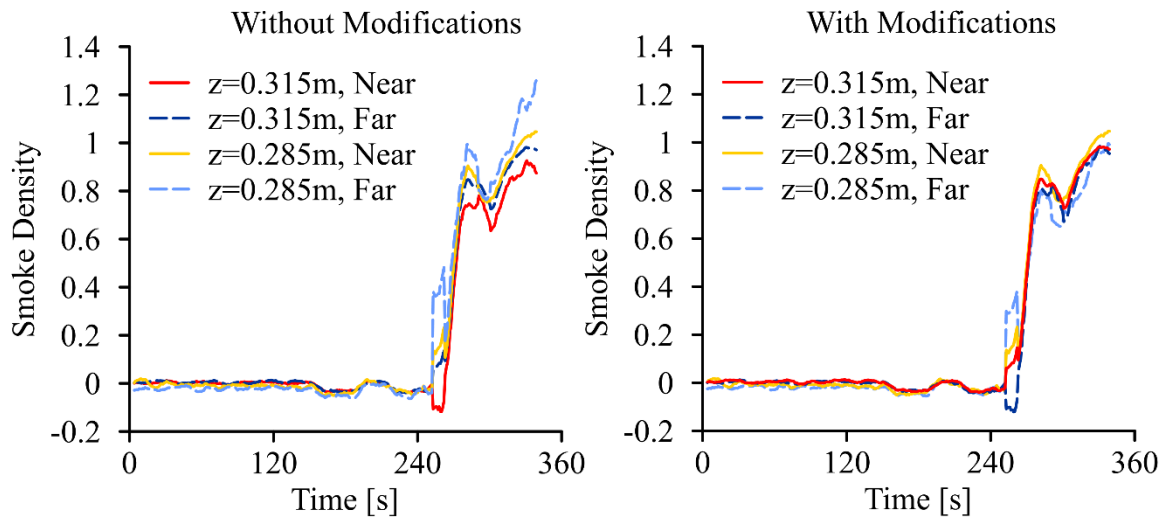 Without Modifications
1.4
1.2
1
0.8
0.6
0.4
0.2
0
-0.2
Smoke Density
z=0.315m, Near
z=0.315m, Far
z=0.285m, Near
z=0.285m, Far
0 120 240 360
Time [s]
With Modifications
1.4
1.2
1
0.8
0.6
0.4
0.2
0
-0.2
Smoke Density
z=0.315m, Near
z=0.315m, Far
z=0.285m, Near
z=0.285m, Far
0 120 240 360
Time [s]